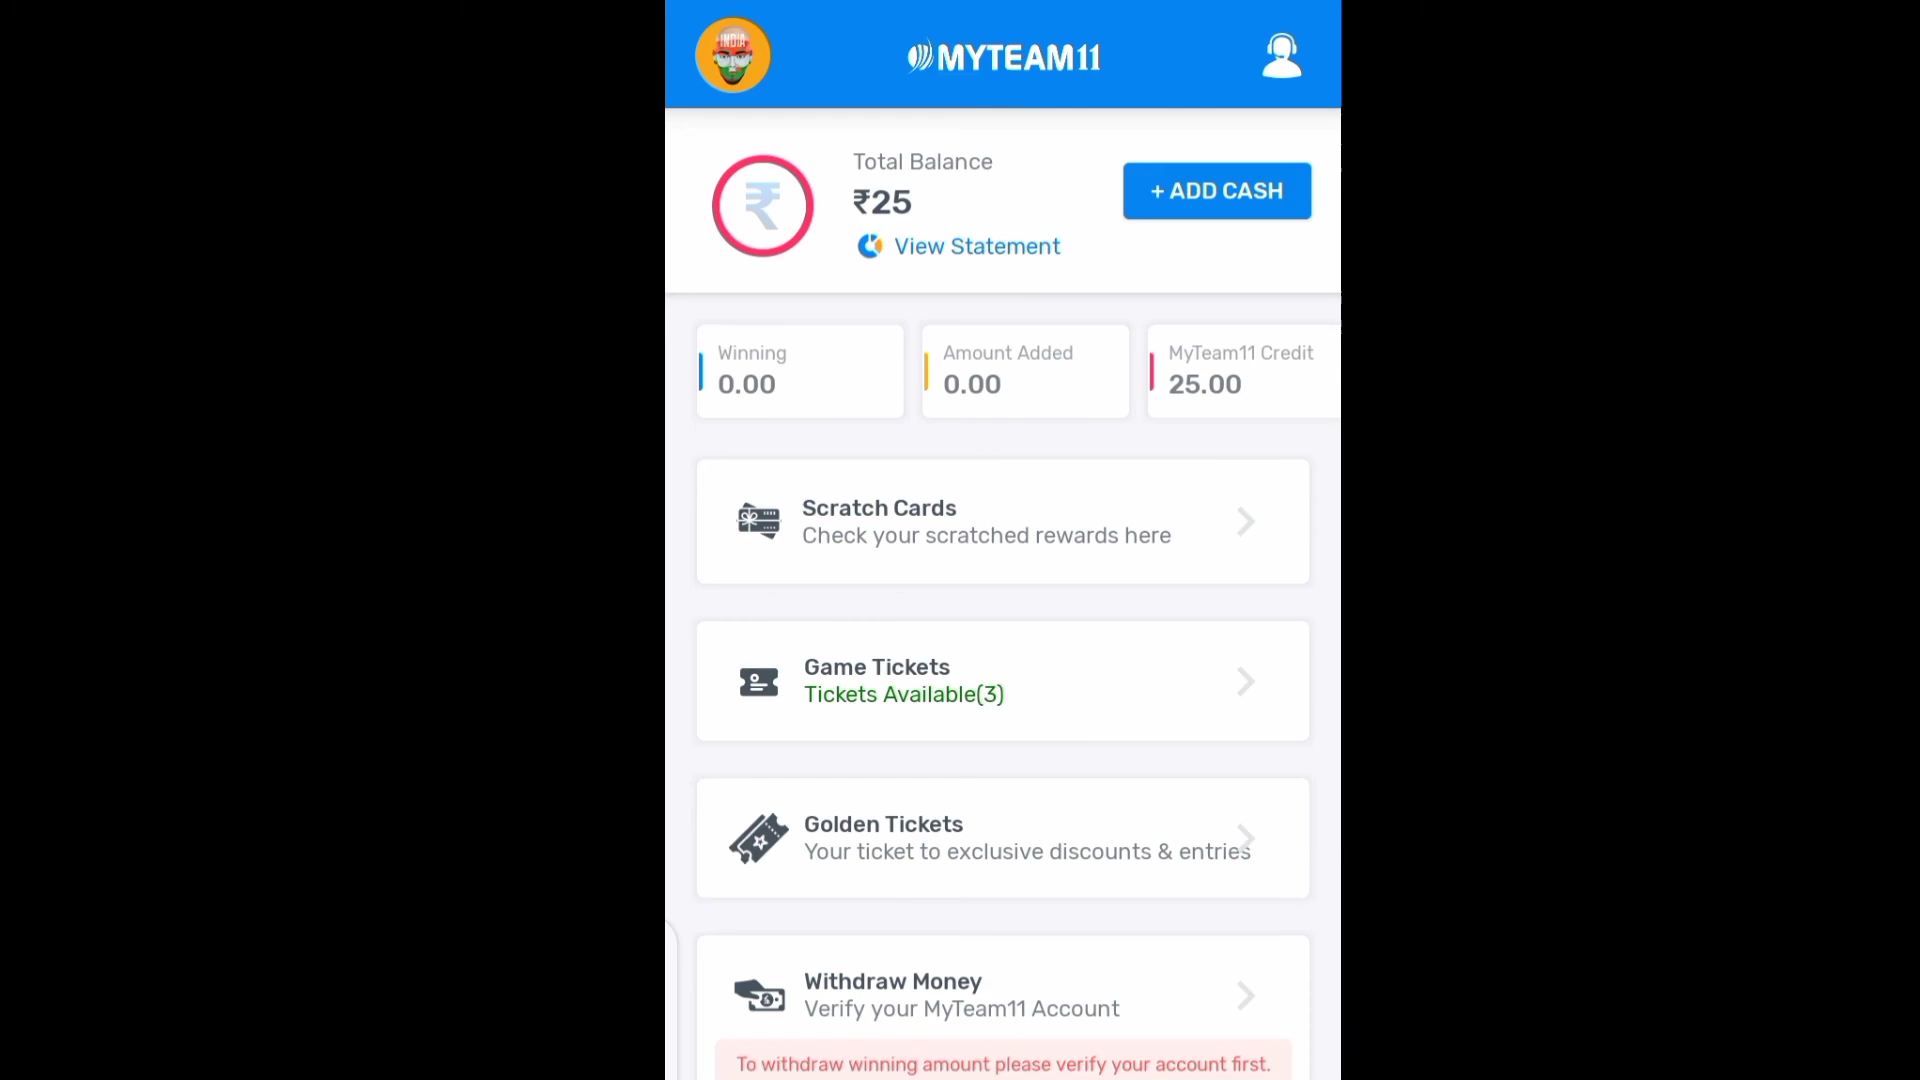 INDIA
MYTEAM11
Total Balance
₹25
+ ADD CASH
View Statement
Winning
0.00
Amount Added
0.00
MyTeam11 Credit
25.00
Scratch Cards
Check your scratched rewards here
Game Tickets
Tickets Available(3)
Golden Tickets
Your ticket to exclusive discounts & entries
Withdraw Money
Verify your MyTeam11 Account
To withdraw winning amount please verify your account first.